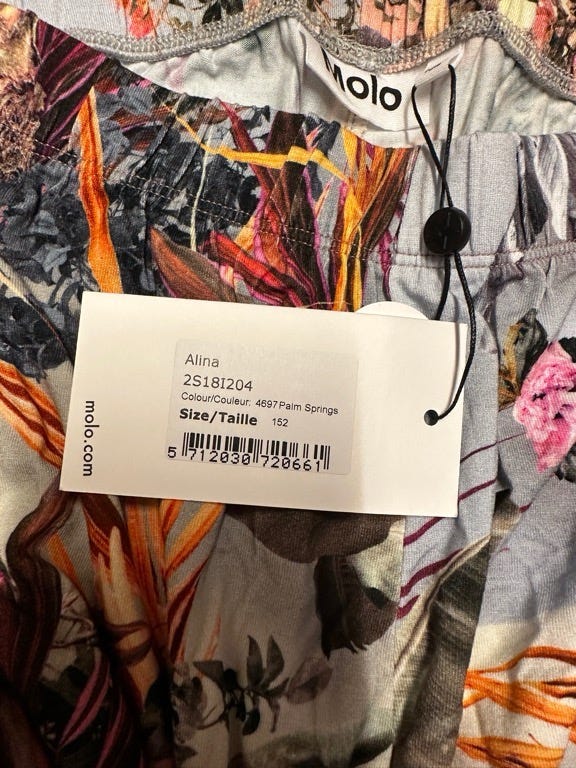 Molo
Alina
2S18I204
Colour/Couleur: 4697 Palm Springs
Size/Taille 152
5 712030 720661
molo.com